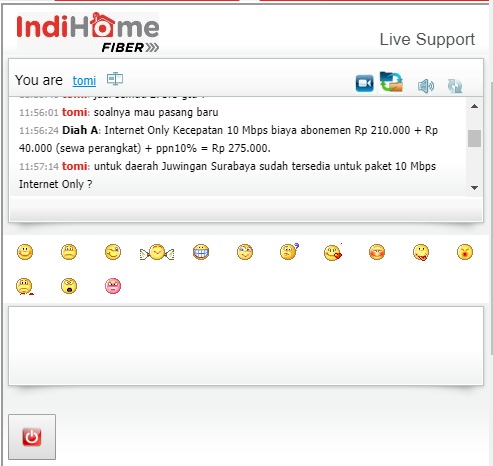 IndiHome
FIBER
Live Support
You are tomi
11:56:01 tomi: soalnya mau pasang baru
11:56:24 Diah A: Internet Only Kecepatan 10 Mbps biaya abonemen Rp 210.000 + Rp
40.000 (sewa perangkat) + ppn10% = Rp 275.000.
11:57:14 tomi: untuk daerah Juwingan Surabaya sudah tersedia untuk paket 10 Mbps
Internet Only ?